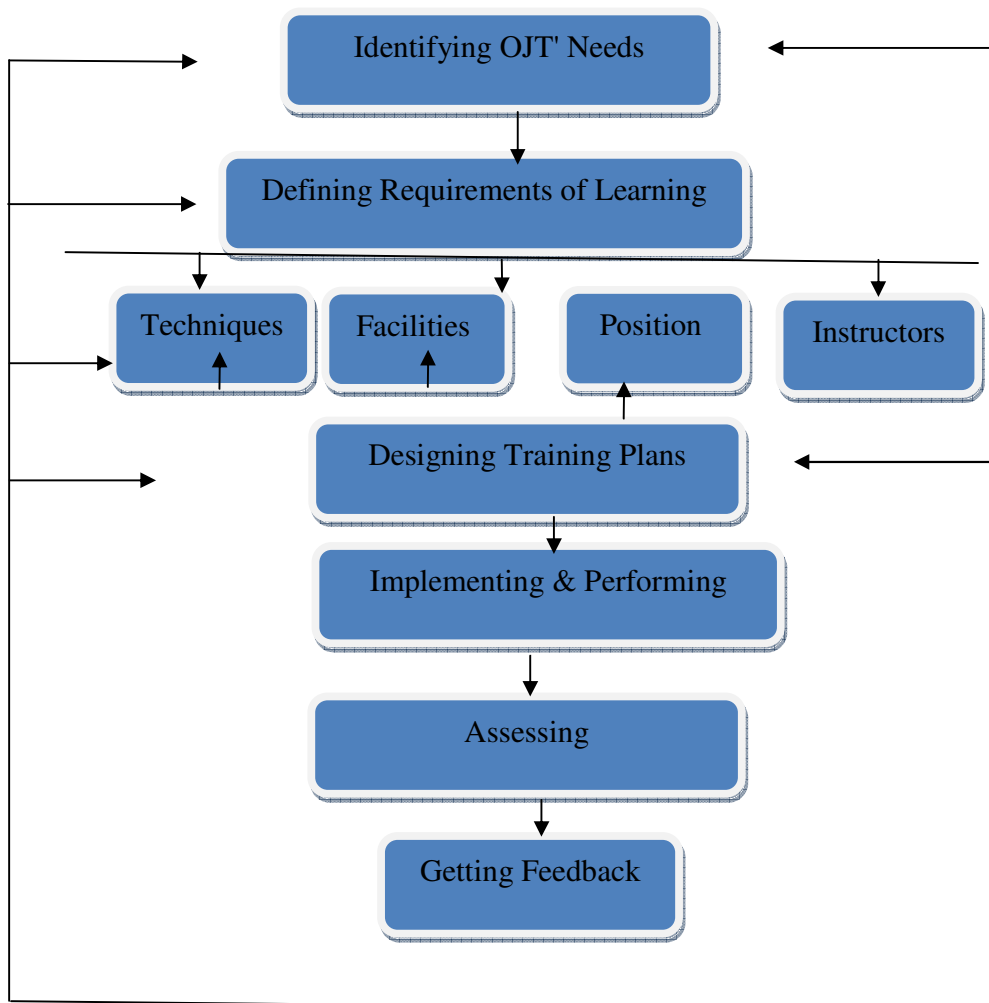 Identifying OJT' Needs
Defining Requirements of Learning
Techniques
Facilities
Position
Instructors
Designing Training Plans
Implementing & Performing
Assessing
Getting Feedback